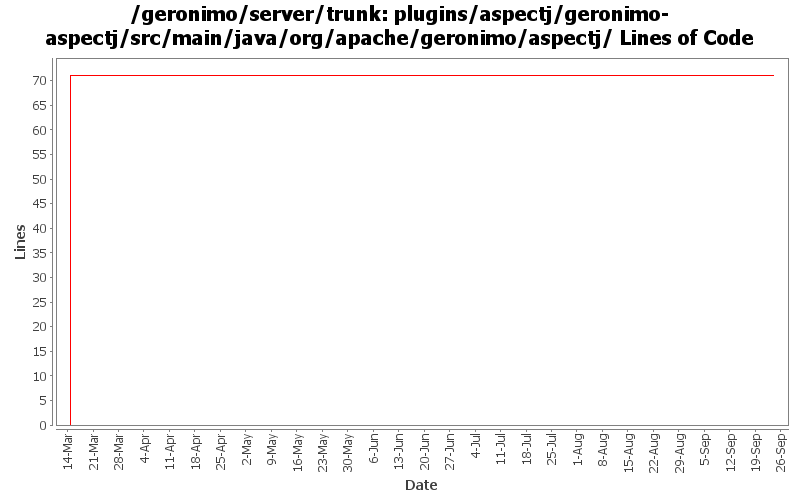 /geronimo/server/trunk: plugins/aspectj/geronimo-
aspectj/src/main/java/org/apache/geronimo/aspectj/ Lines of Code
Lines
70
65
60
55
50
45
40
35
30
25
20
15
10
5
0
14-Mar
21-Mar
28-Mar
4-Apr
11-Apr
18-Apr
25-Apr
2-May
9-May
16-May
23-May
30-May
6-Jun
13-Jun
20-Jun
27-Jun
4-Jul
11-Jul
18-Jul
25-Jul
1-Aug
8-Aug
15-Aug
22-Aug
29-Aug
5-Sep
12-Sep
19-Sep
26-Sep
Date